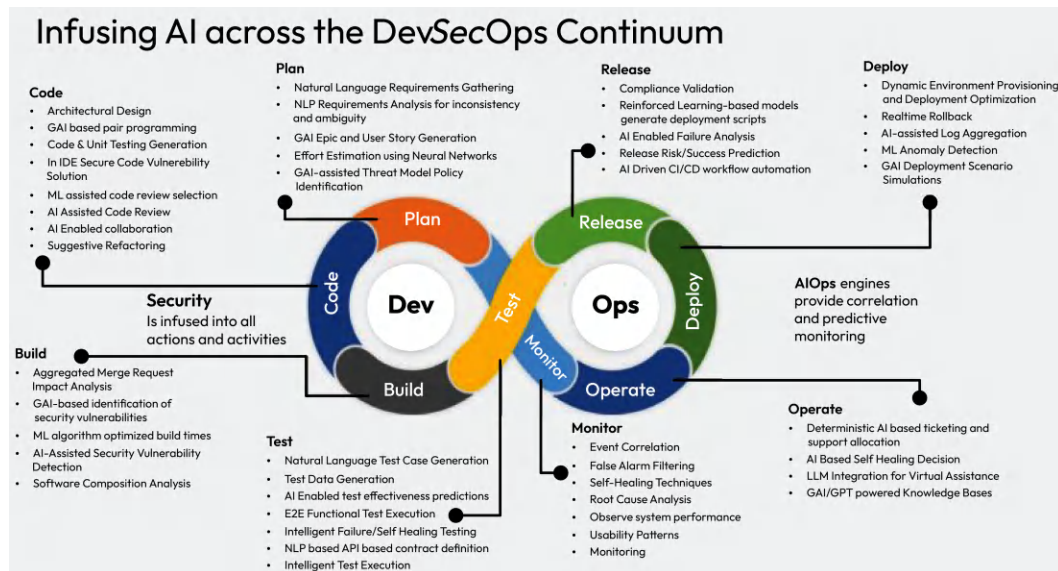 Infusing AI across the DevSecOps Continuum
Code
• Architectural Design
• GAI based pair programming
• Code & Unit Testing Generation
• In IDE Secure Code Vulnerebility
Solution
• ML assisted code review selection
• AI Assisted Code Review
• AI Enabled collaboration
• Suggestive Refactoring
Plan
• Natural Language Requirements Gathering
• NLP Requirements Analysis for inconsistency
and ambiguity
• GAI Epic and User Story Generation
• Effort Estimation using Neural Networks
• GAI-assisted Threat Model Policy
Identification
Release
• Compliance Validation
• Reinforced Learning-based models
generate deployment scripts
• AI Enabled Failure Analysis
• Release Risk/Success Prediction
• AI Driven CI/CD workflow automation
Deploy
• Dynamic Environment Provisioning
and Deployment Optimization
• Realtime Rollback
• AI-assisted Log Aggregation
• ML Anomaly Detection
• GAI Deployment Scenario
Simulations
Plan
Code
Dev
Build
Test
Release
Ops
Deploy
Monitor
Operate
Security
Is infused into all
actions and activities
AIOps engines
provide correlation
and predictive
monitoring
Build
• Aggregated Merge Request
Impact Analysis
• GAI-based identification of
security vulnerabilities
• ML algorithm optimized build times
• AI-Assisted Security Vulnerability
Detection
• Software Composition Analysis
Test
• Natural Language Test Case Generation
• Test Data Generation
• AI Enabled test effectiveness predictions
• E2E Functional Test Execution
• Intelligent Failure/Self Healing Testing
• NLP based API based contract definition
• Intelligent Test Execution
Monitor
• Event Correlation
• False Alarm Filtering
• Self-Healing Techniques
• Root Cause Analysis
• Observe system performance
• Usability Patterns
• Monitoring
Operate
• Deterministic AI based ticketing and
support allocation
• AI Based Self Healing Decision
• LLM Integration for Virtual Assistance
• GAI/GPT powered Knowledge Bases